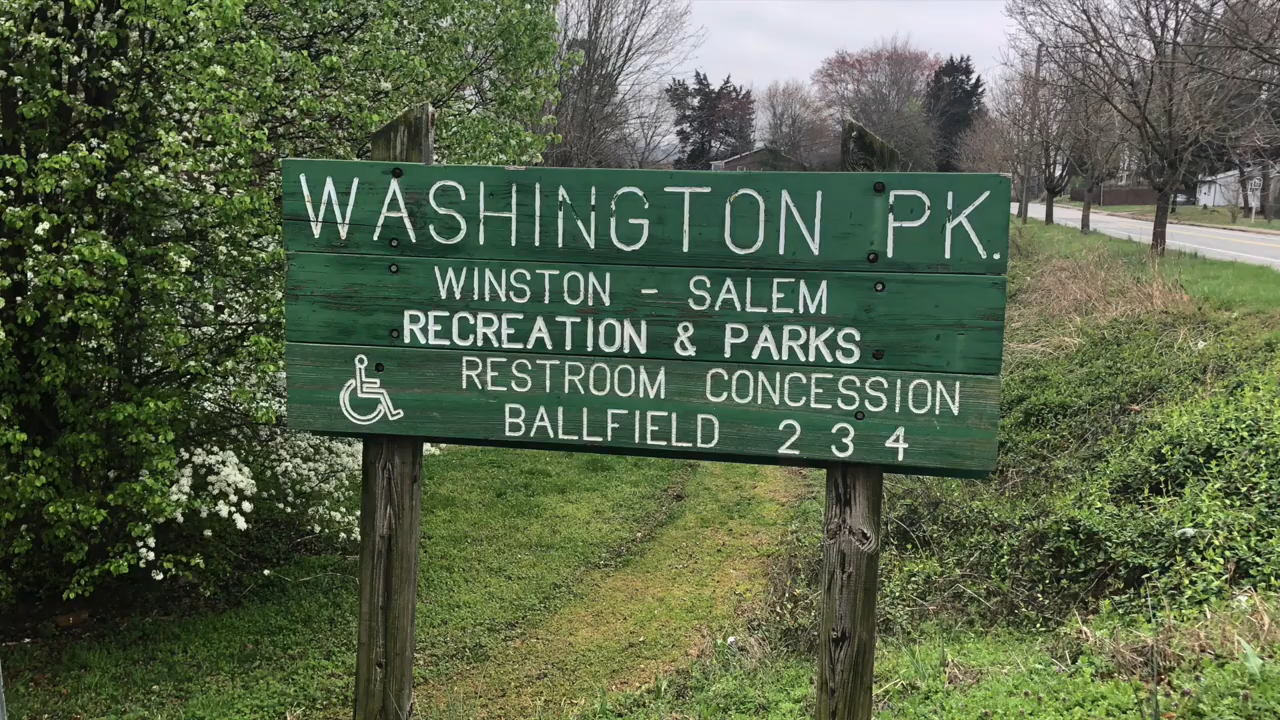 WASHINGTON PK.
WINSTON - SALEM
RECREATION & PARKS
RESTROOM CONCESSION
BALLFIELD 2 3 4